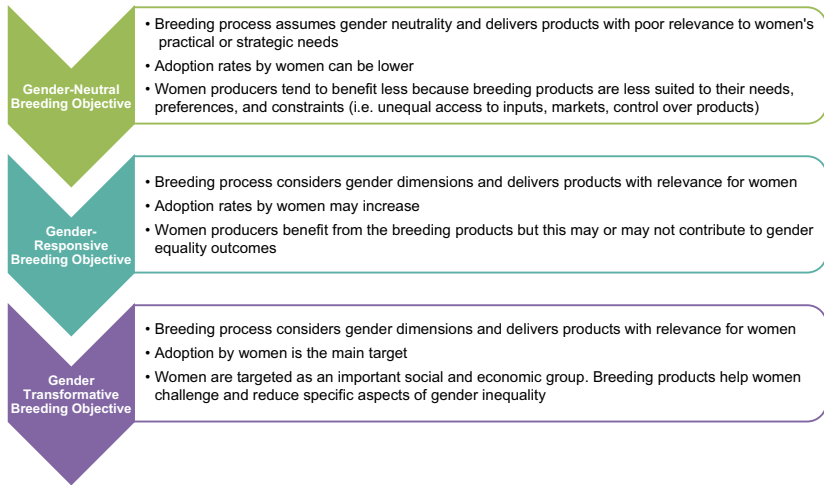 Gender-Neutral
Breeding Objective
• Breeding process assumes gender neutrality and delivers products with poor relevance to women's
practical or strategic needs
• Adoption rates by women can be lower
• Women producers tend to benefit less because breeding products are less suited to their needs,
preferences, and constraints (i.e. unequal access to inputs, markets, control over products)
Gender-
Responsive
Breeding Objective
• Breeding process considers gender dimensions and delivers products with relevance for women
• Adoption rates by women may increase
• Women producers benefit from the breeding products but this may or may not contribute to gender
equality outcomes
Gender
Transformative
Breeding Objective
• Breeding process considers gender dimensions and delivers products with relevance for women
• Adoption by women is the main target
• Women are targeted as an important social and economic group. Breeding products help women
challenge and reduce specific aspects of gender inequality